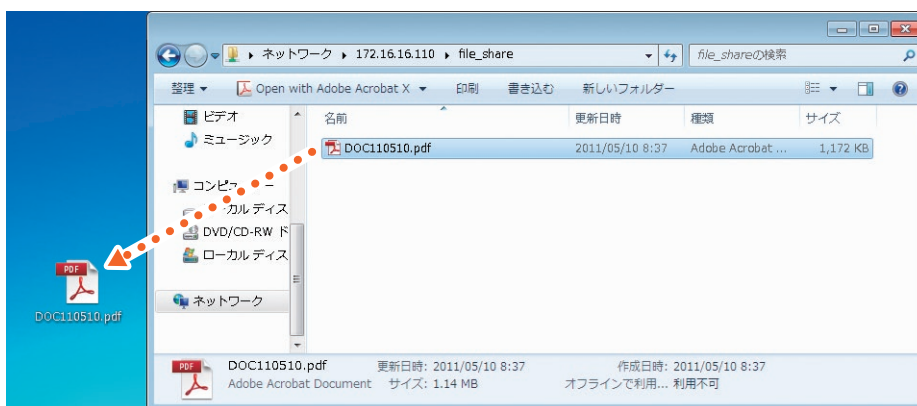 ネットワーク 172.16.16.110 file_share
file_shareの検索
整理 Open with Adobe Acrobat X 印刷 書き込む 新しいフォルダー
ビデオ
ミュージック
コンピューター
ーカル ディス
DVD/CD-RW ド
ローカル ディス
ネットワーク
名前 更新日時 種類 サイズ
DOC110510.pdf 2011/05/10 8:37 Adobe Acrobat ... 1,172 KB
PDF
DOC110510.pdf
PDF
DOC110510.pdf 更新日時: 2011/05/10 8:37 作成日時: 2011/05/10 8:37
Adobe Acrobat Document サイズ: 1.14 MB オフラインで利用... 利用不可